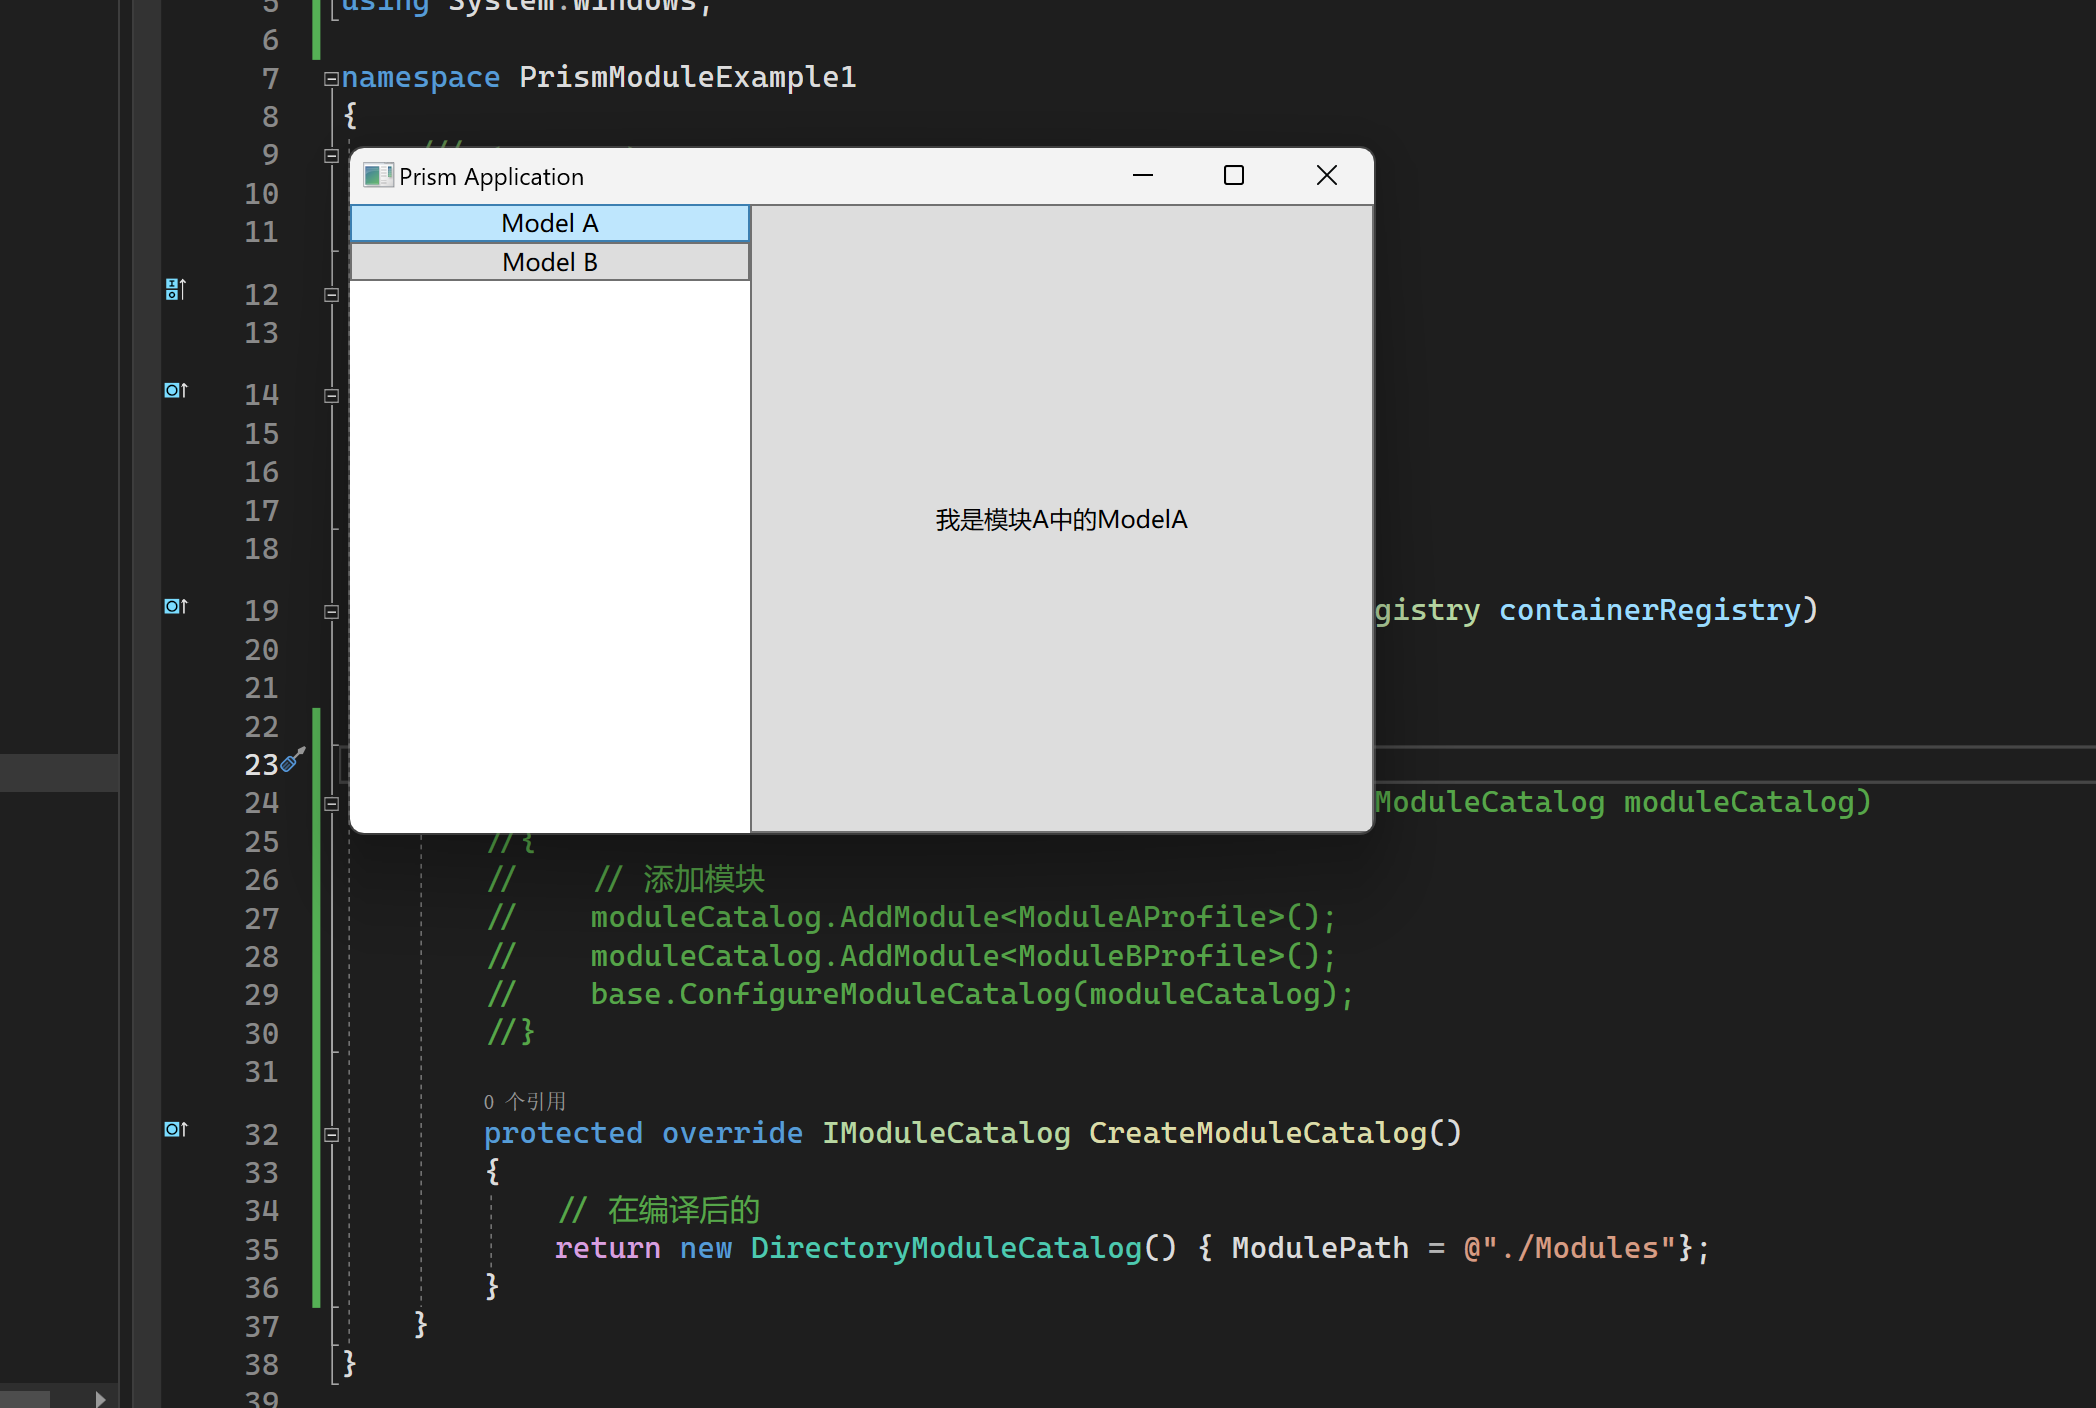 5 using System.Windows;
6
7 namespace PrismModuleExample1
8 {
9 ///
Prism Application
10
Model A
11
Model B
12
13
14
15
16
17
我是模块A中的ModelA
18
19 gistry containerRegistry)
20
21
22
23
24 ModuleCatalog moduleCatalog)
25 //{
26 // // 添加模块
27 // moduleCatalog.AddModule<ModuleAProfile>();
28 // moduleCatalog.AddModule<ModuleBProfile>();
29 // base.ConfigureModuleCatalog(moduleCatalog);
30 //}
31
0 个引用
32 protected override IModuleCatalog CreateModuleCatalog()
33 {
34 // 在编译后的
35 return new DirectoryModuleCatalog() { ModulePath = @"./Modules"};
36 }
37 }
38 }
39